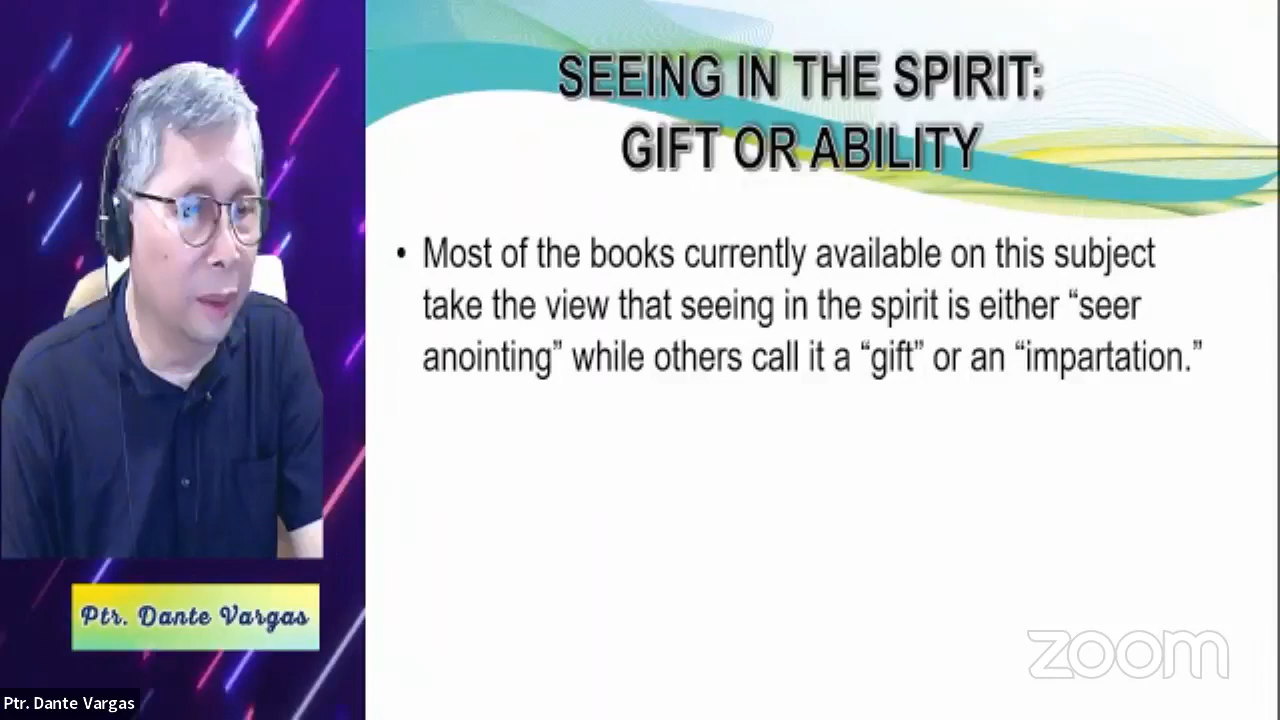 SEEING IN THE SPIRIT:
GIFT OR ABILITY
• Most of the books currently available on this subject
take the view that seeing in the spirit is either “seer
anointing” while others call it a “gift” or an “impartation.”
Ptr. Dante Vargas
Ptr. Dante Vargas
zoom